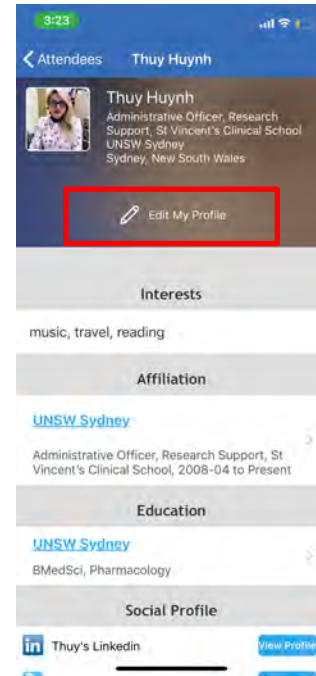 3:23
Attendees Thuy Huynh
Thuy Huynh
Administrative Officer, Research
Support, St Vincent's Clinical School
UNSW Sydney
Sydney, New South Wales
Edit My Profile
Interests
music, travel, reading
Affiliation
UNSW Sydney
Administrative Officer, Research Support, St
Vincent's Clinical School, 2008-04 to Present
Education
UNSW Sydney
BMedSci, Pharmacology
Social Profile
in Thuy's Linkedin View Profile